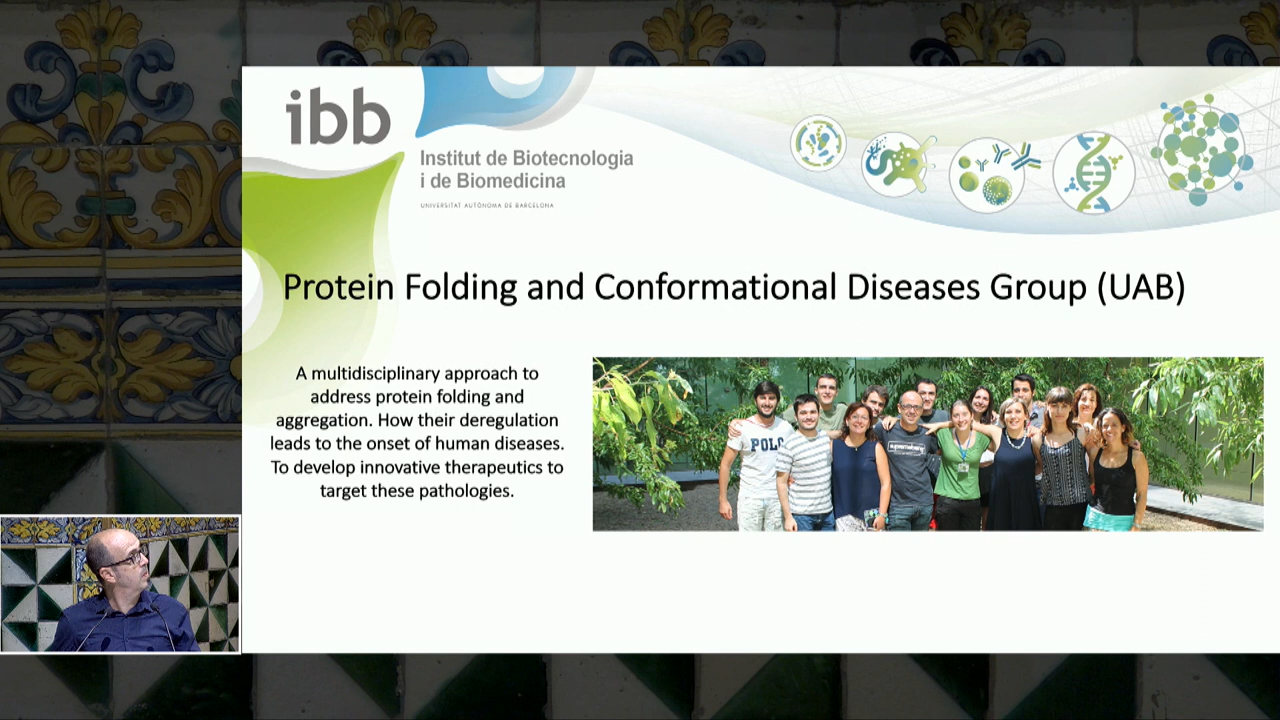 ibb
Institut de Biotecnologia
i de Biomedicina
UNIVERSITAT AUTÒNOMA DE BARCELONA
Protein Folding and Conformational Diseases Group (UAB)
A multidisciplinary approach to
address protein folding and
aggregation. How their deregulation
leads to the onset of human diseases.
To develop innovative therapeutics to
target these pathologies.
POLO